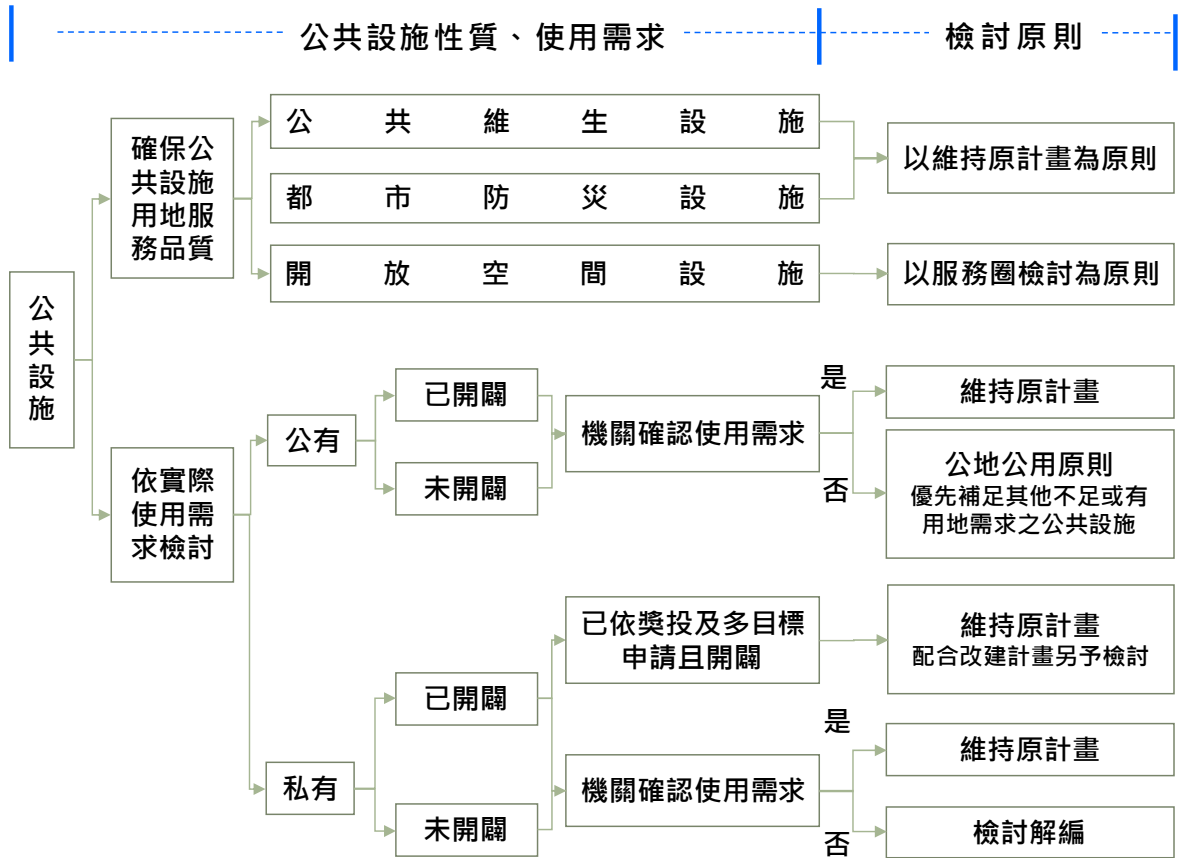 公共設施性質、使用需求
檢討原則
公共設施
確保公
共設施
用地服
務品質
公共維生設施
都市防災設施
開放空間設施
以維持原計畫為原則
以服務圈檢討為原則
依實際
使用需
求檢討
公有
已開闢
未開闢
機關確認使用需求
是
維持原計畫
否
公地公用原則
優先補足其他不足或有
用地需求之公共設施
私有
已開闢
未開闢
已依獎投及多目標
申請且開闢
維持原計畫
配合改建計畫另予檢討
機關確認使用需求
是
維持原計畫
否
檢討解編